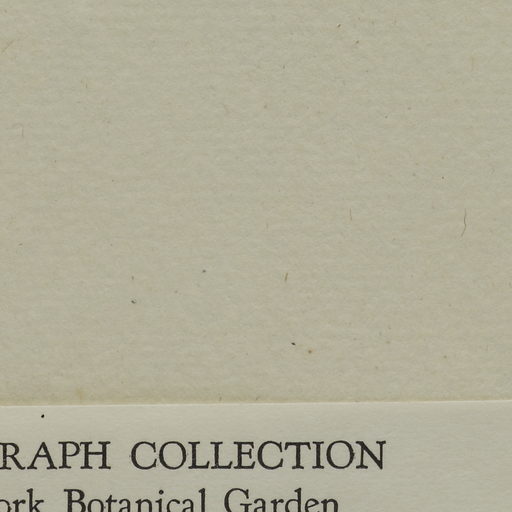 RAPH COLLECTION
ork Botanical Garden